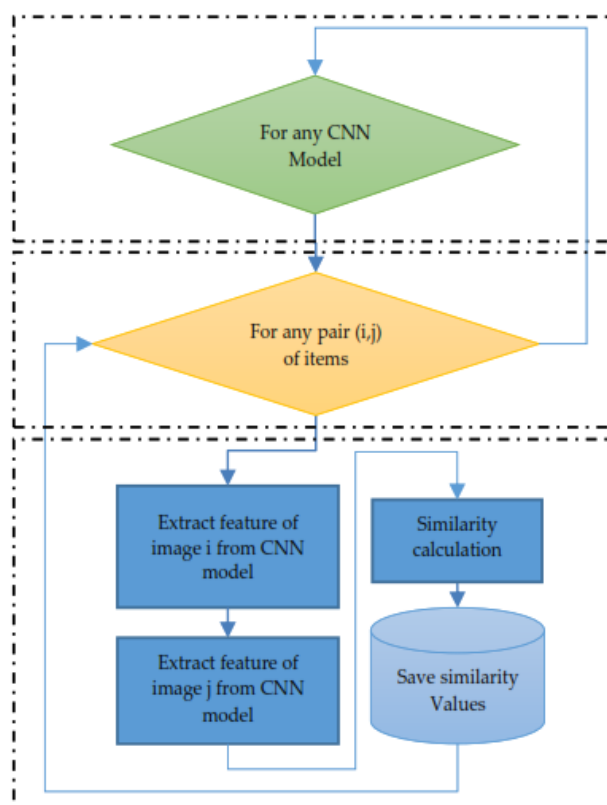 For any CNN
Model
For any pair (i,j)
of items
Extract feature of
image i from CNN
model
Extract feature of
image j from CNN
model
Similarity
calculation
Save similarity
Values